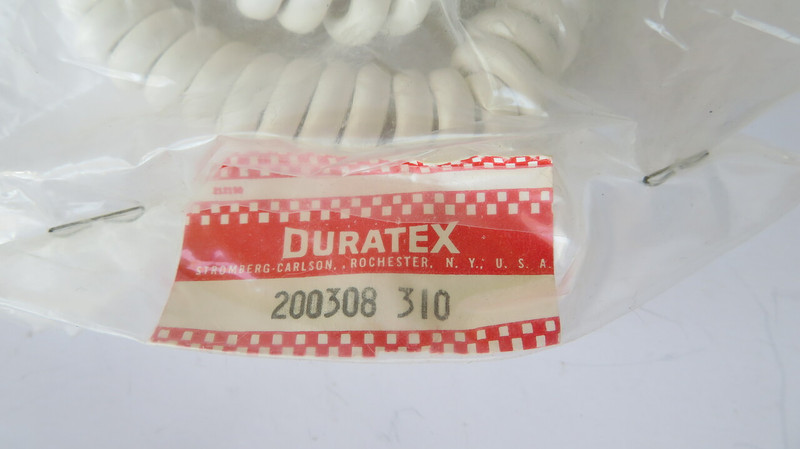 DURATEX
STROMBERG-CARLSON, ROCHESTER, N. Y., U. S. A.
200308 310